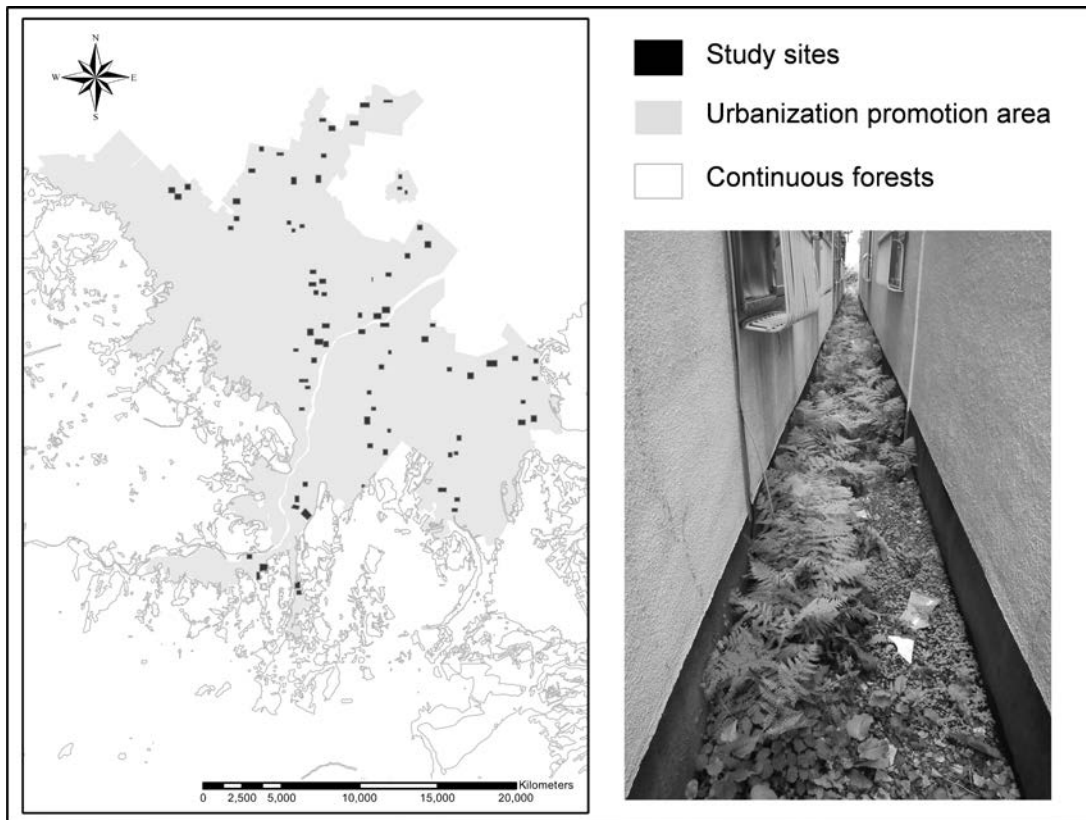 N
W E
S
Study sites
Urbanization promotion area
Continuous forests
Kilometers
0 2,500 5,000 10,000 15,000 20,000